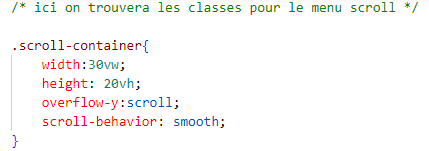 /* ici on trouvera les classes pour le menu scroll */
.scroll-container{
width:30vw;
height: 20vh;
overflow-y:scroll;
scroll-behavior: smooth;
}